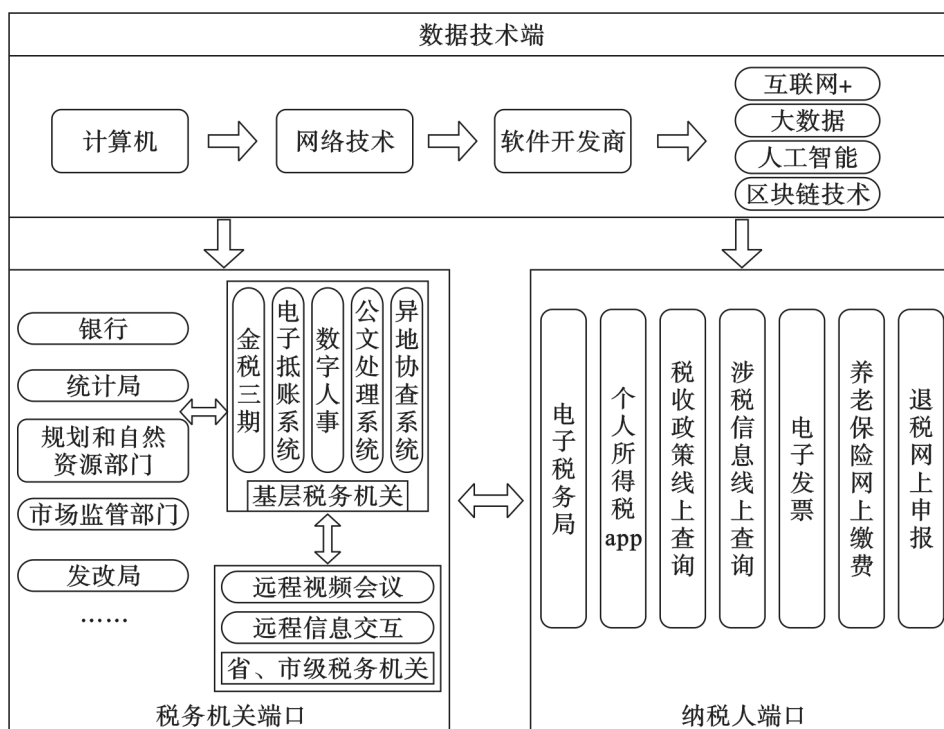 数据技术端
计算机
网络技术
软件开发商
互联网+
大数据
人工智能
区块链技术
银行
统计局
规划和自然
资源部门
市场监管部门
发改局
……
金税三期
电子抵账系统
数字人事
公文处理系统
异地协查系统
基层税务机关
远程视频会议
远程信息交互
省、市级税务机关
税务机关端口
电子税务局
个人所得税
app
税收政策线上查询
涉税信息线上查询
电子发票
养老保险网上缴费
退税网上申报
纳税人端口